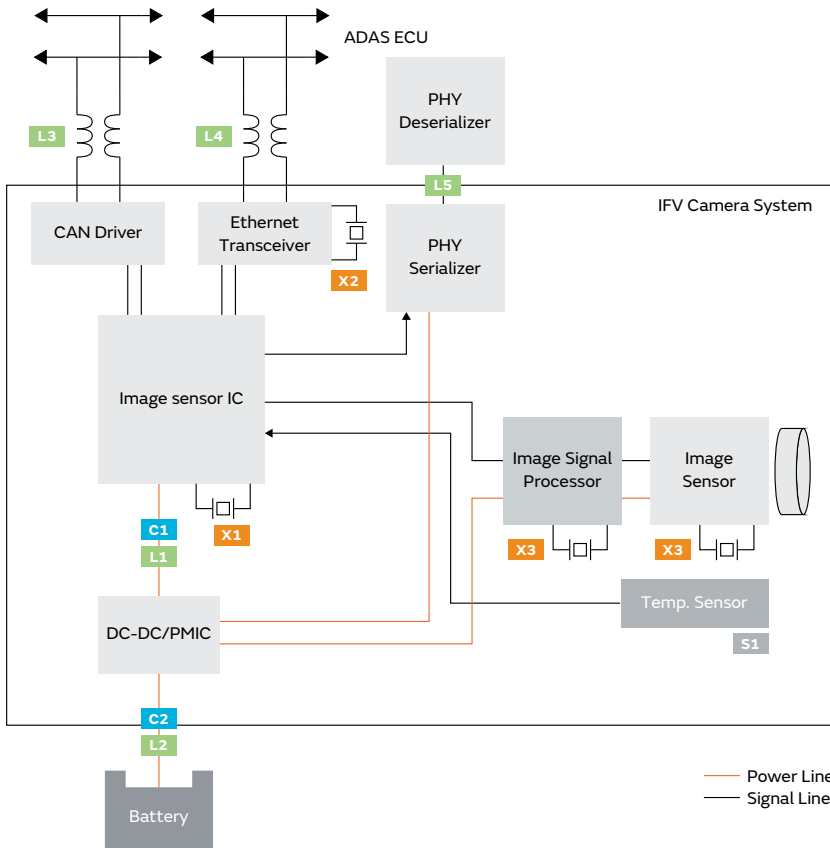 ADAS ECU
PHY
Deserializer
L3
L4
L5
IFV Camera System
CAN Driver
Ethernet
Transceiver
PHY
Serializer
X2
Image sensor IC
Image Signal
Processor
Image
Sensor
C1
X1
L1
X3
X3
DC-DC/PMIC
Temp. Sensor
S1
C2
L2
Power Line
Signal Line
Battery